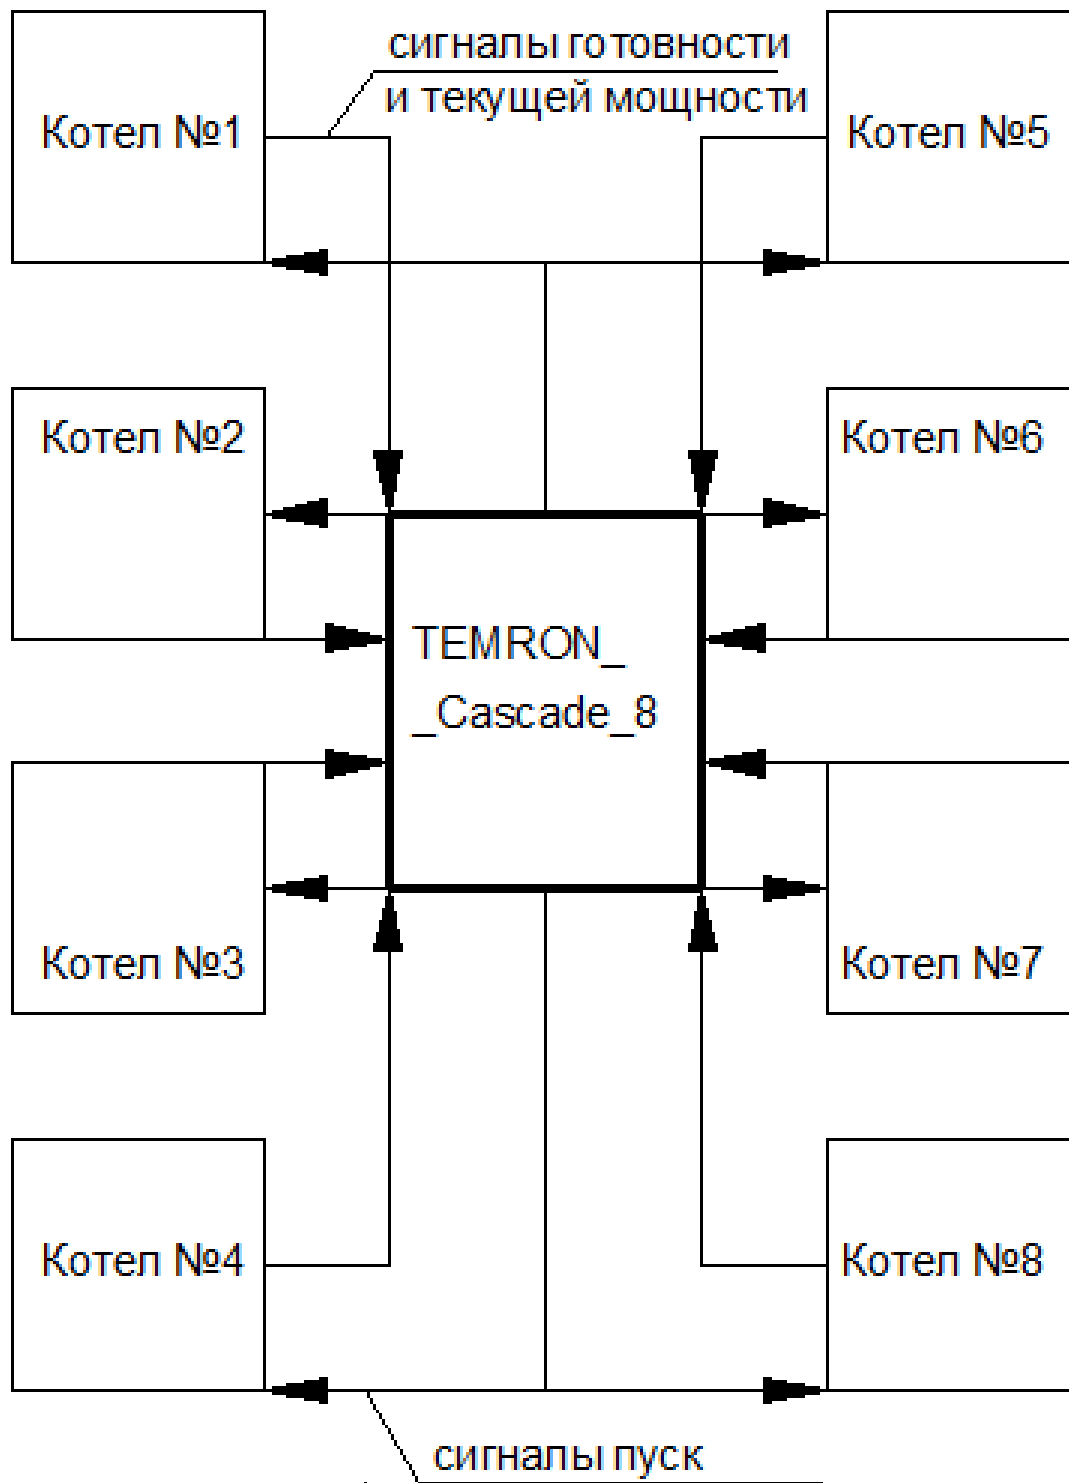 сигналы готовности
и текущей мощности
Котел №1
Котел №5
Котел №2
Котел №6
TEMRON_
_Cascade_8
Котел №3
Котел №7
Котел №4
Котел №8
сигналы пуск